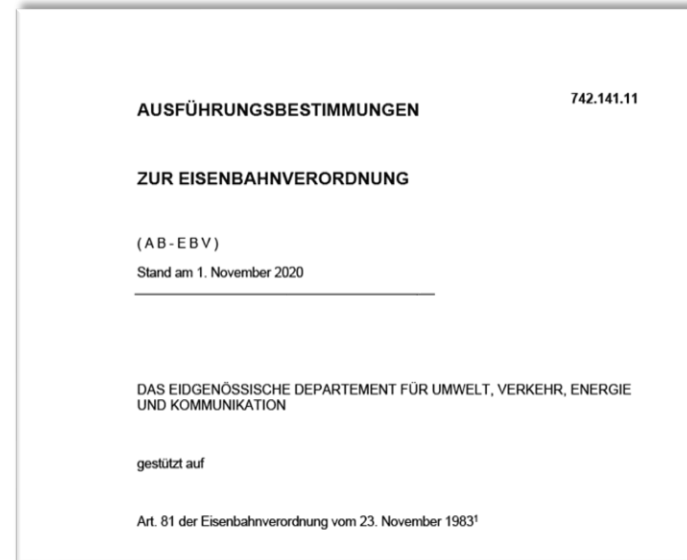 742.141.11
AUSFÜHRUNGSBESTIMMUNGEN
ZUR EISENBAHNVERORDNUNG
(AB-EBV)
Stand am 1. November 2020
DAS EIDGENÖSSISCHE DEPARTEMENT FÜR UMWELT, VERKEHR, ENERGIE
UND KOMMUNIKATION
gestützt auf
Art. 81 der Eisenbahnverordnung vom 23. November 1983¹